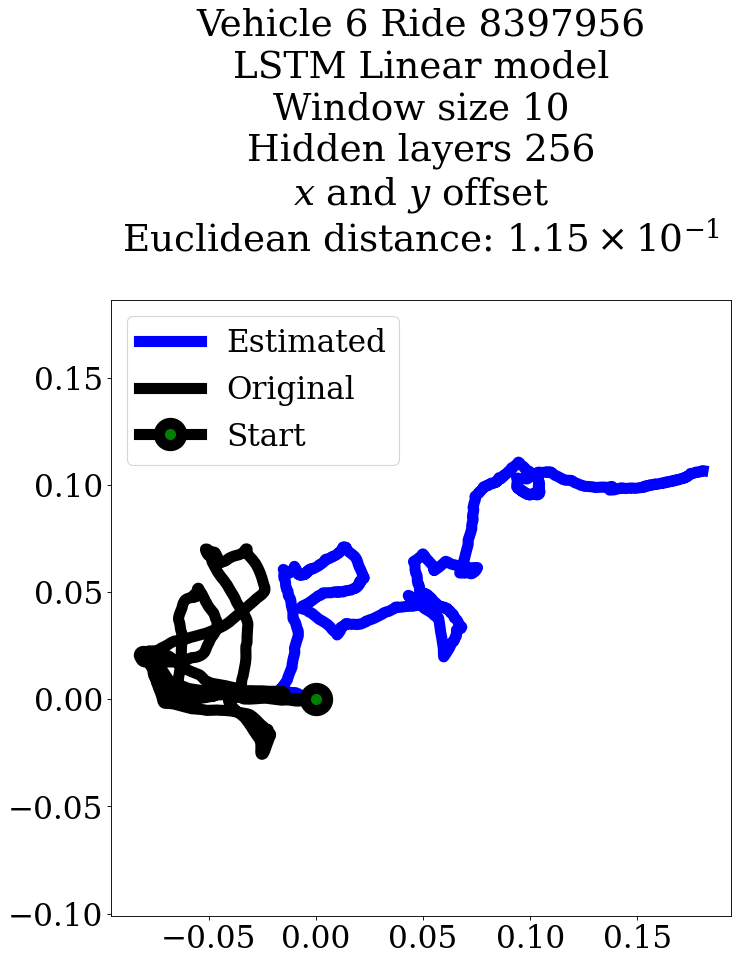 Vehicle 6 Ride 8397956
LSTM Linear model
Window size 10
Hidden layers 256
x and y offset
Euclidean distance: 1.15 × 10⁻¹
Estimated
Original
Start
0.15
0.10
0.05
0.00
−0.05
−0.10
−0.05 0.00 0.05 0.10 0.15